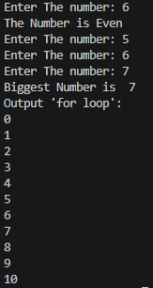 Enter The number: 6
The Number is Even
Enter The number: 5
Enter The number: 6
Enter The number: 7
Biggest Number is  7
Output 'for loop':
0
1
2
3
4
5
6
7
8
9
10